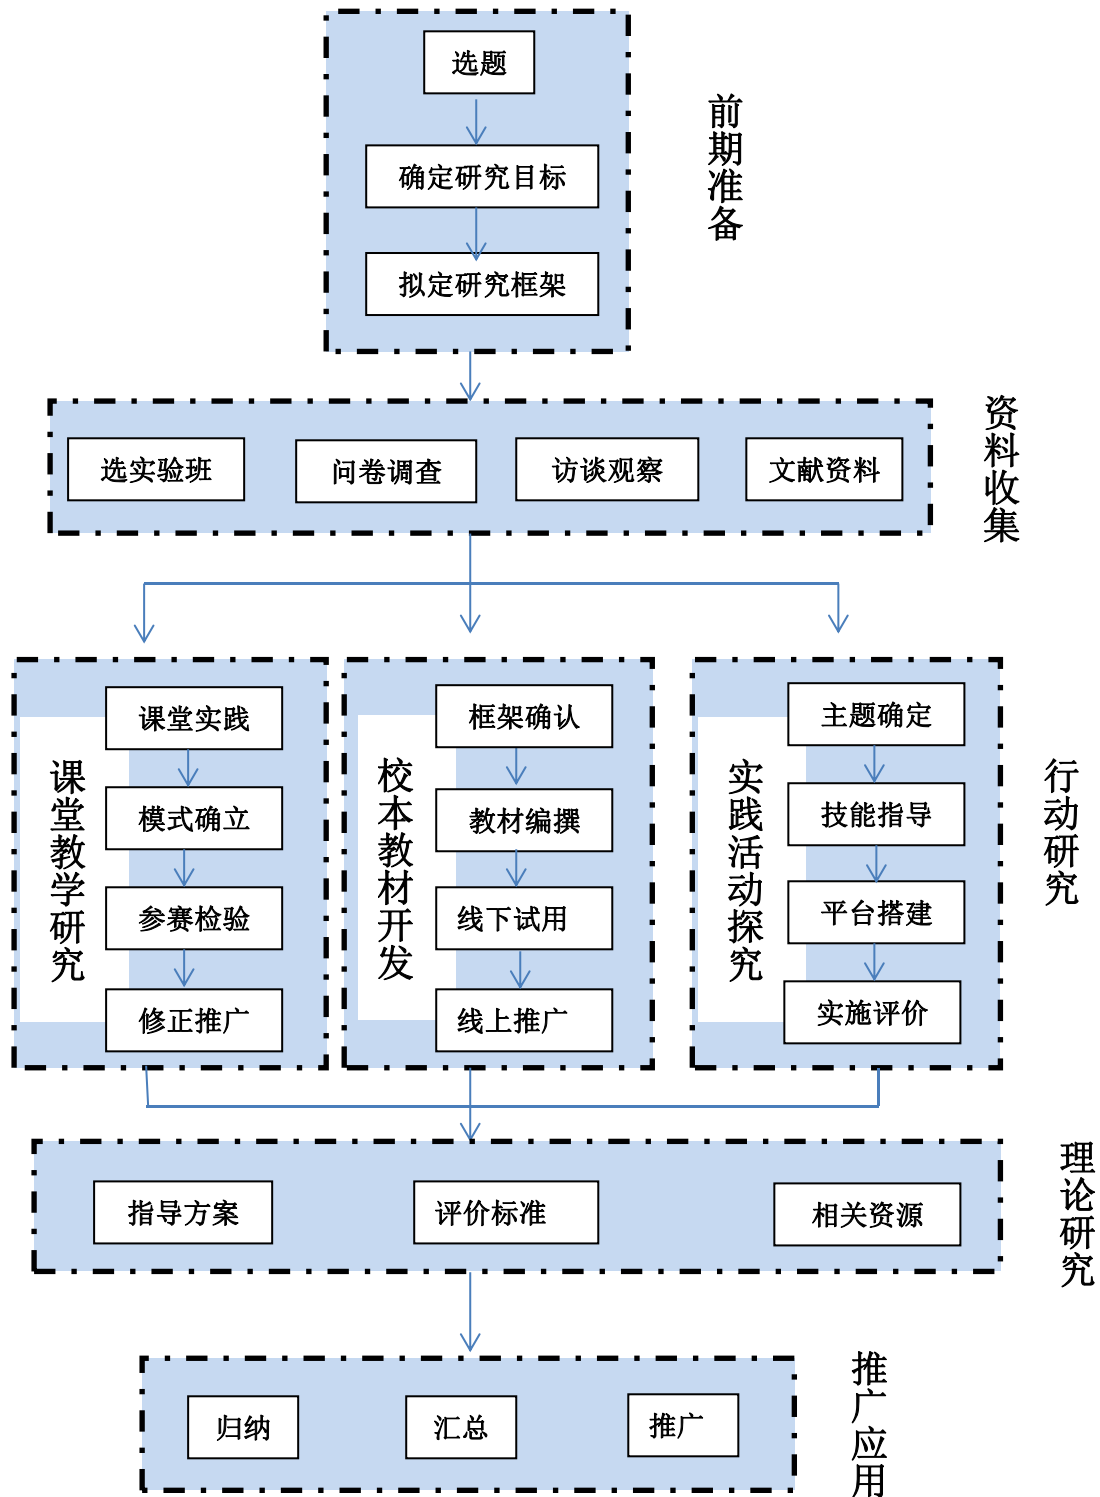 选题
确定研究目标
拟定研究框架
前期准备
选实验班
问卷调查
访谈观察
文献资料
资料收集
课堂教学研究
课堂实践
模式确立
参赛检验
修正推广
校本教材开发
框架确认
教材编撰
线下试用
线上推广
实践活动探究
主题确定
技能指导
平台搭建
实施评价
行动研究
指导方案
评价标准
相关资源
理论研究
归纳
汇总
推广
推广应用